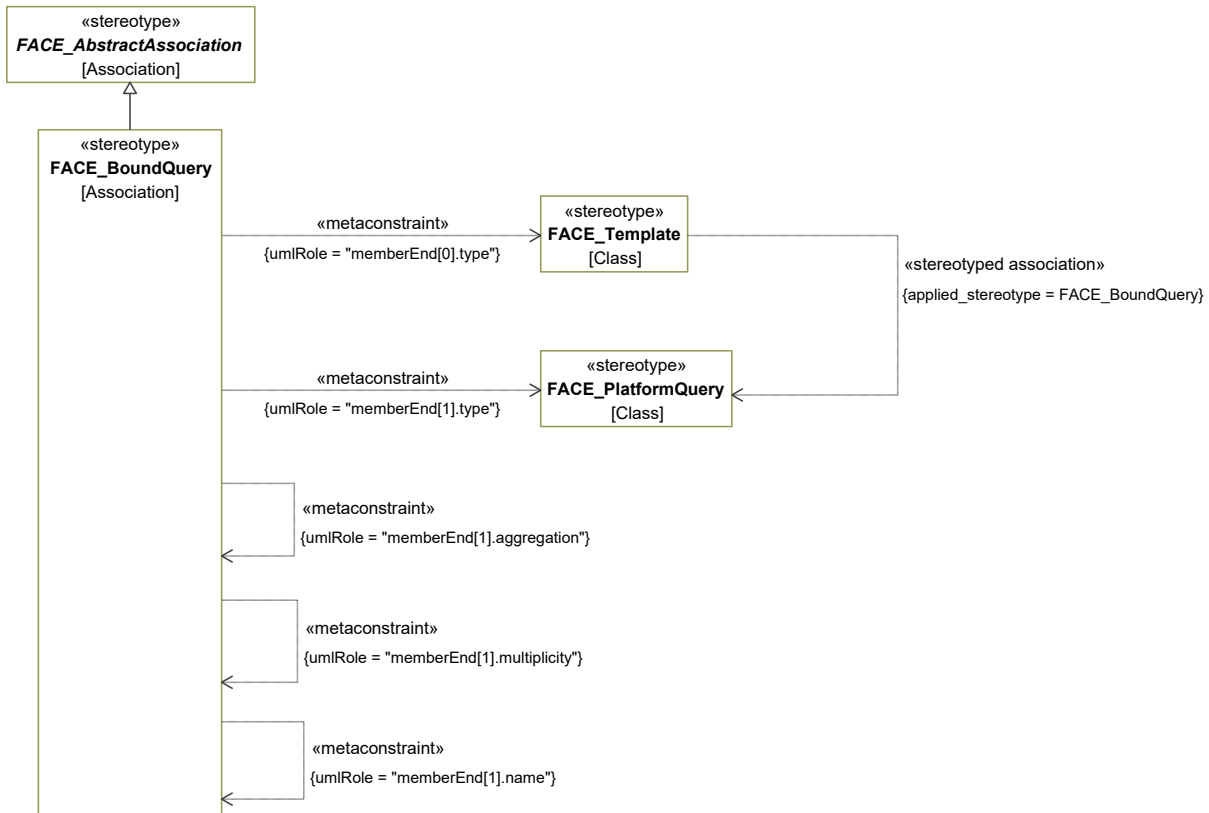 «stereotype»
FACE_AbstractAssociation
[Association]
«stereotype»
FACE_BoundQuery
[Association]
«metaconstraint»
{umlRole = "memberEnd[0].type"}
«stereotype»
FACE_Template
[Class]
«stereotyped association»
{applied_stereotype = FACE_BoundQuery}
«metaconstraint»
{umlRole = "memberEnd[1].type"}
«stereotype»
FACE_PlatformQuery
[Class]
«metaconstraint»
{umlRole = "memberEnd[1].aggregation"}
«metaconstraint»
{umlRole = "memberEnd[1].multiplicity"}
«metaconstraint»
{umlRole = "memberEnd[1].name"}